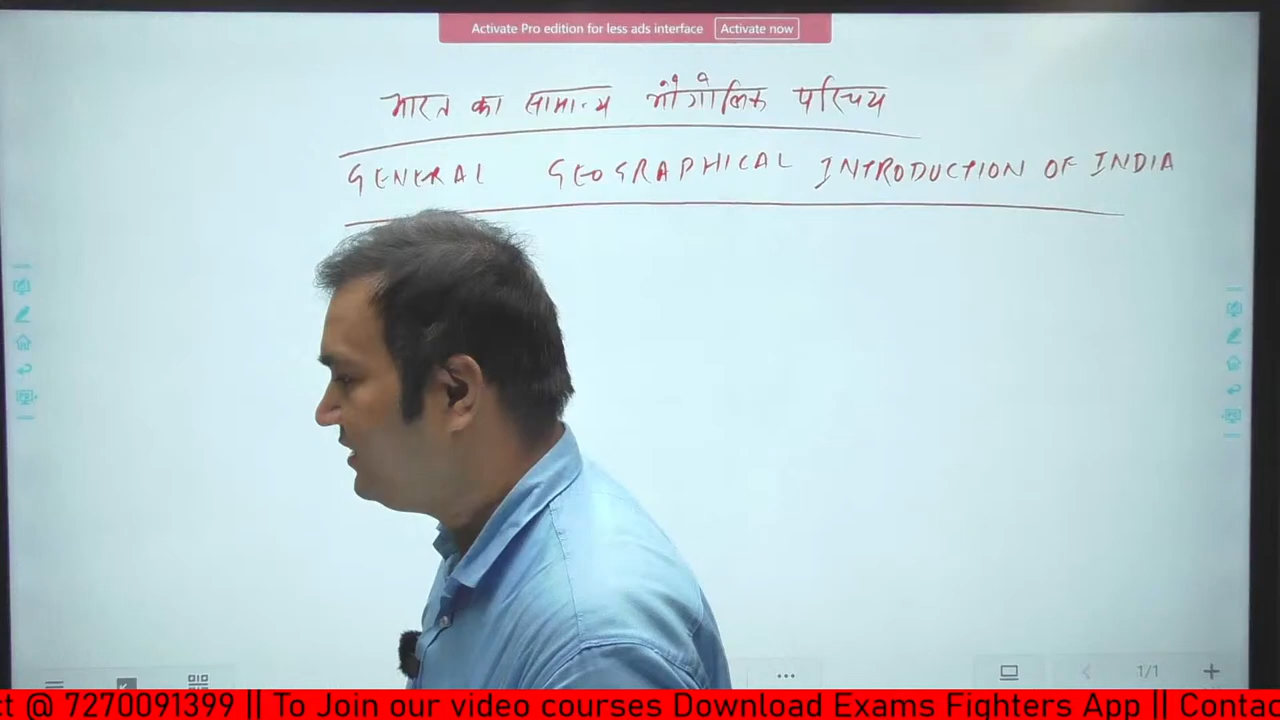 Activate Pro edition for less ads interface Activate now
भारत का सामान्य भौगोलिक परिचय
GENERAL GEOGRAPHICAL INTRODUCTION OF INDIA
1/1
ct @ 7270091399 || To Join our video courses Download Exams Fighters App || Contac